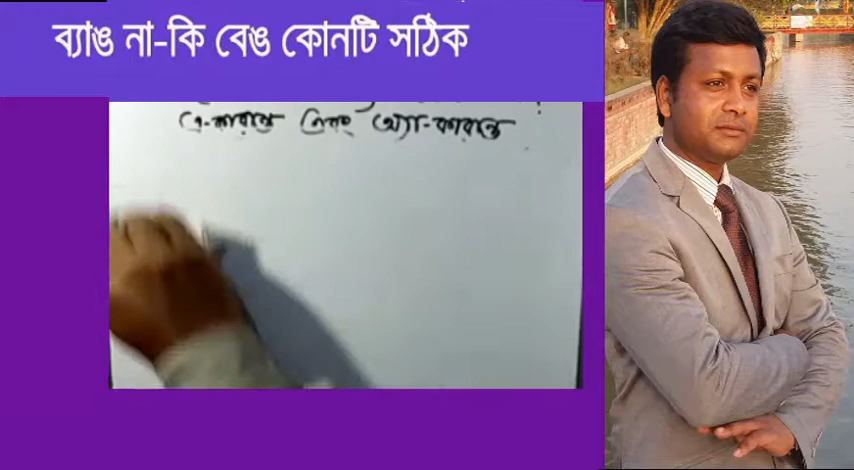 ব্যাঙ না-কি বেঙ কোনটি সঠিক
এ-কারান্ত এবং অ্যা-কারান্ত